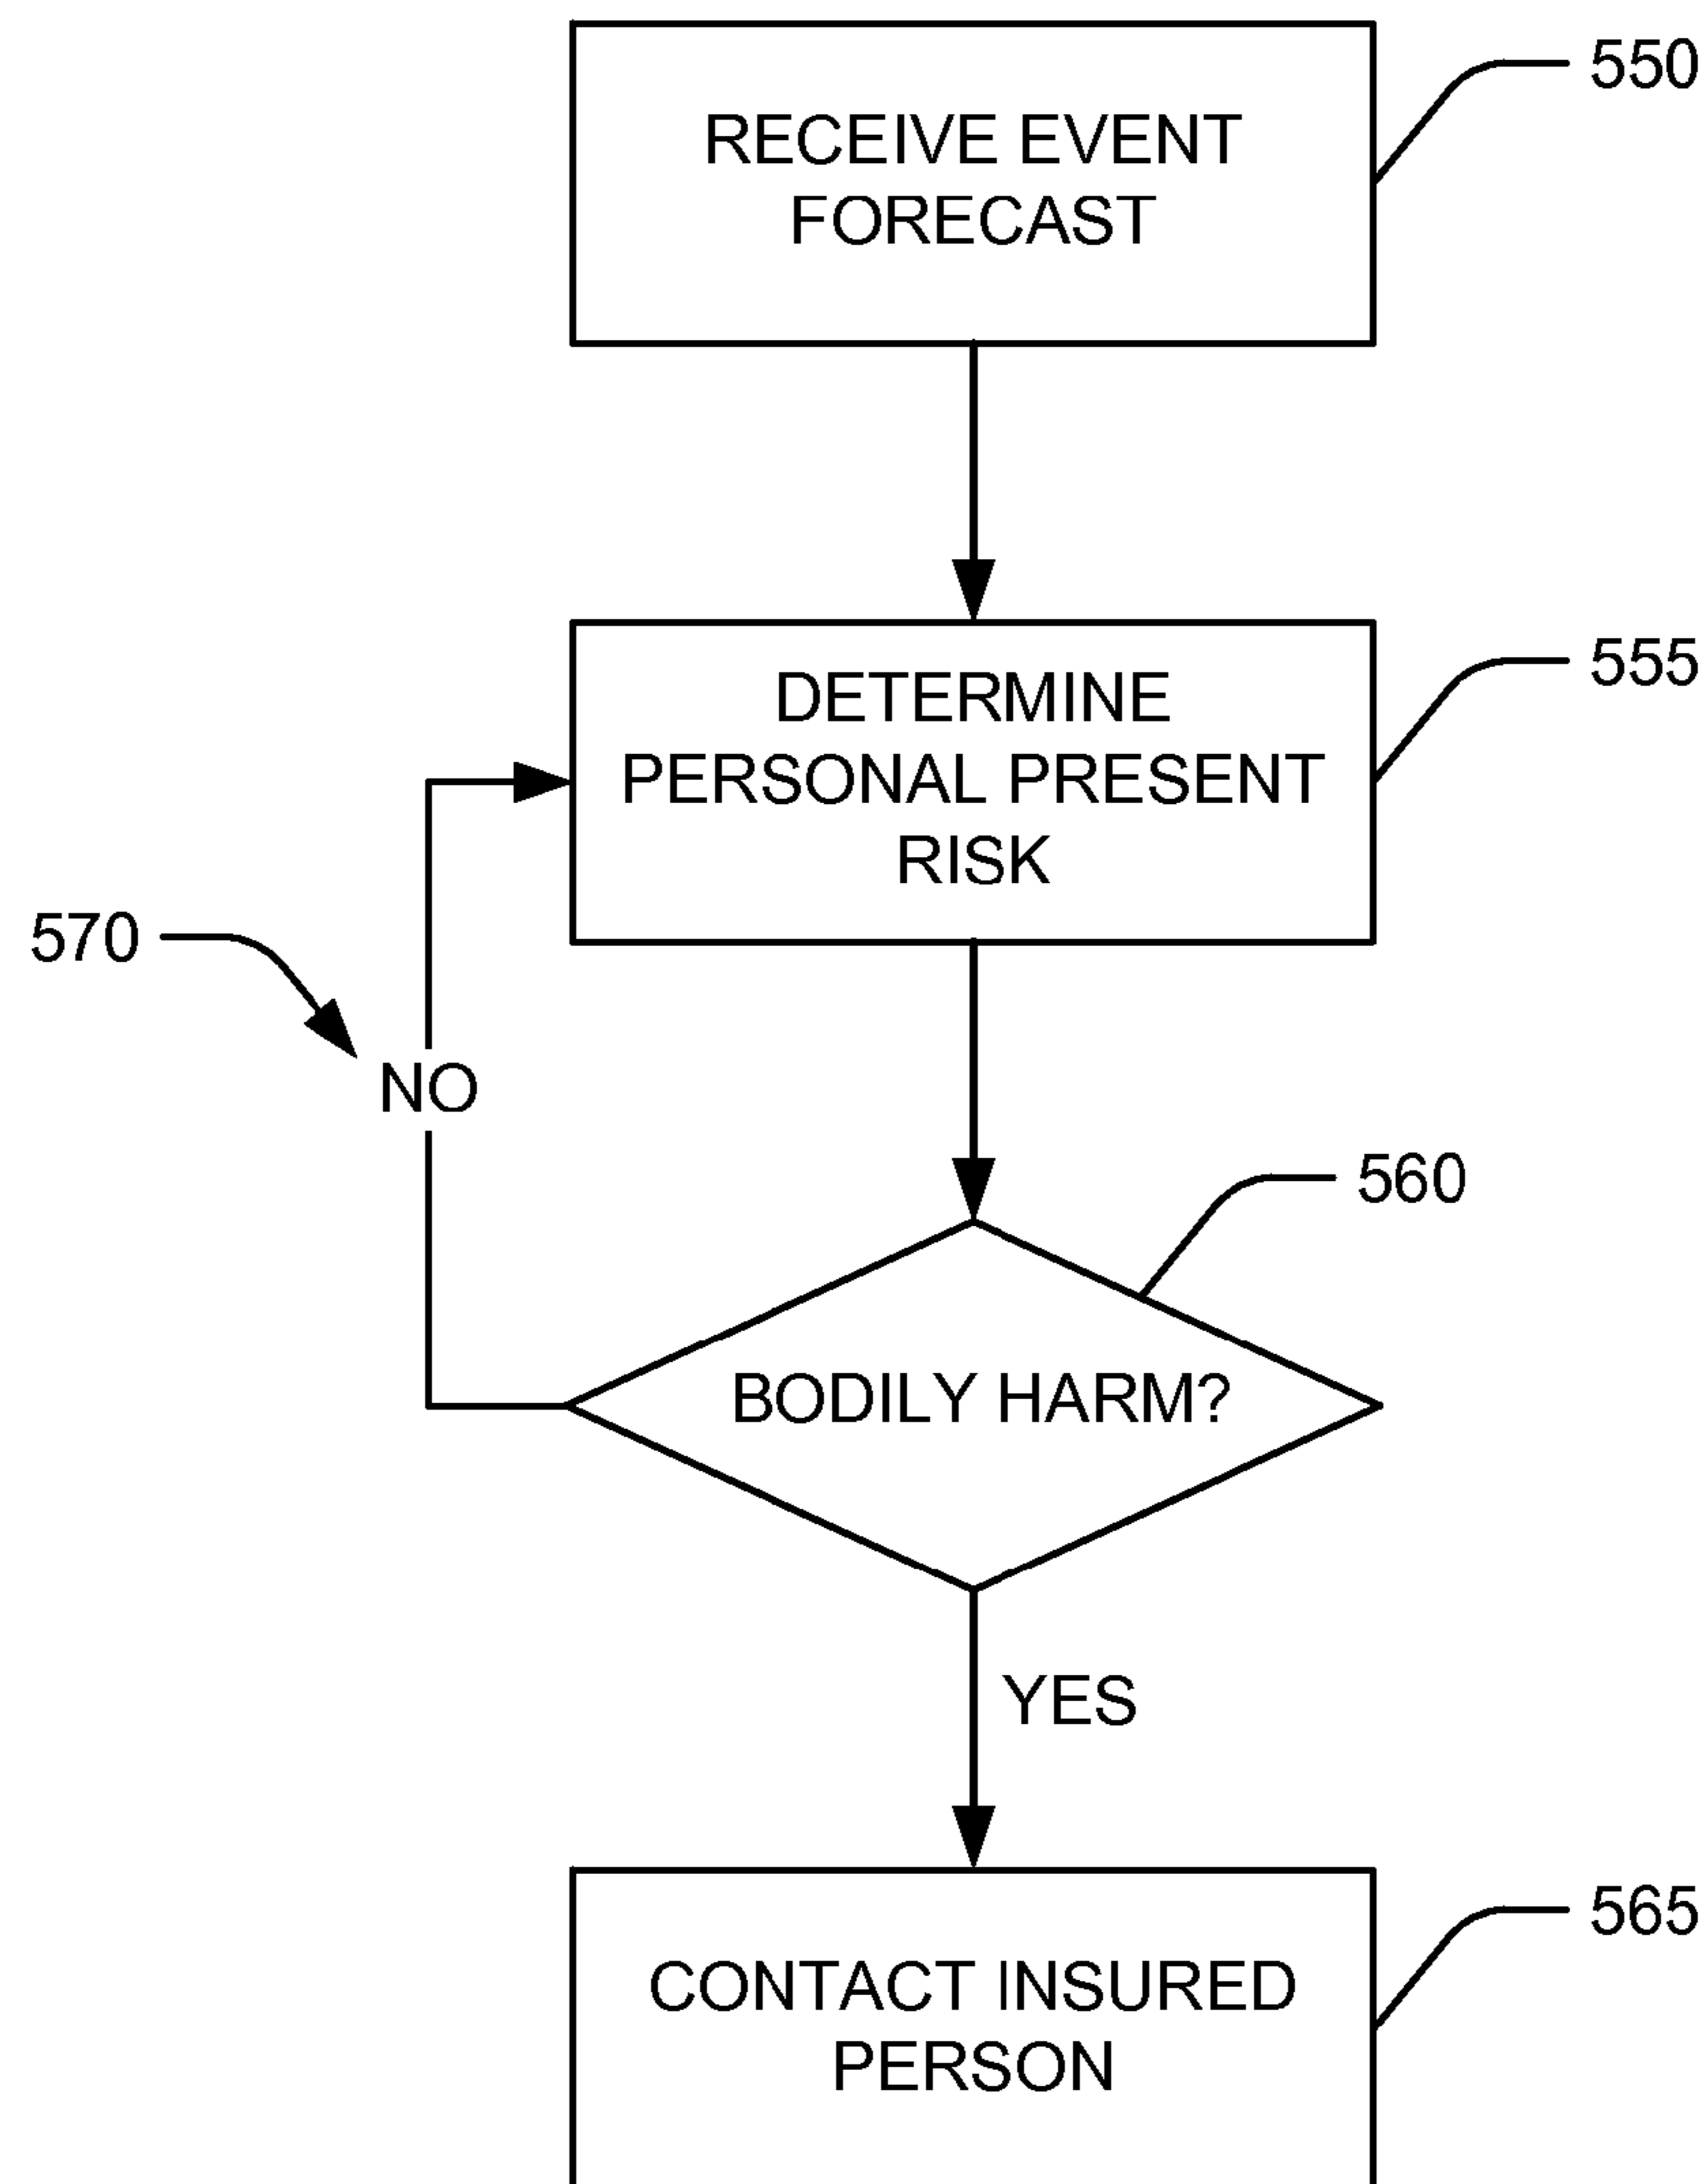 RECEIVE EVENT
FORECAST
550
DETERMINE
PERSONAL PRESENT
RISK
555
570
NO
560
BODILY HARM?
YES
565
CONTACT INSURED
PERSON